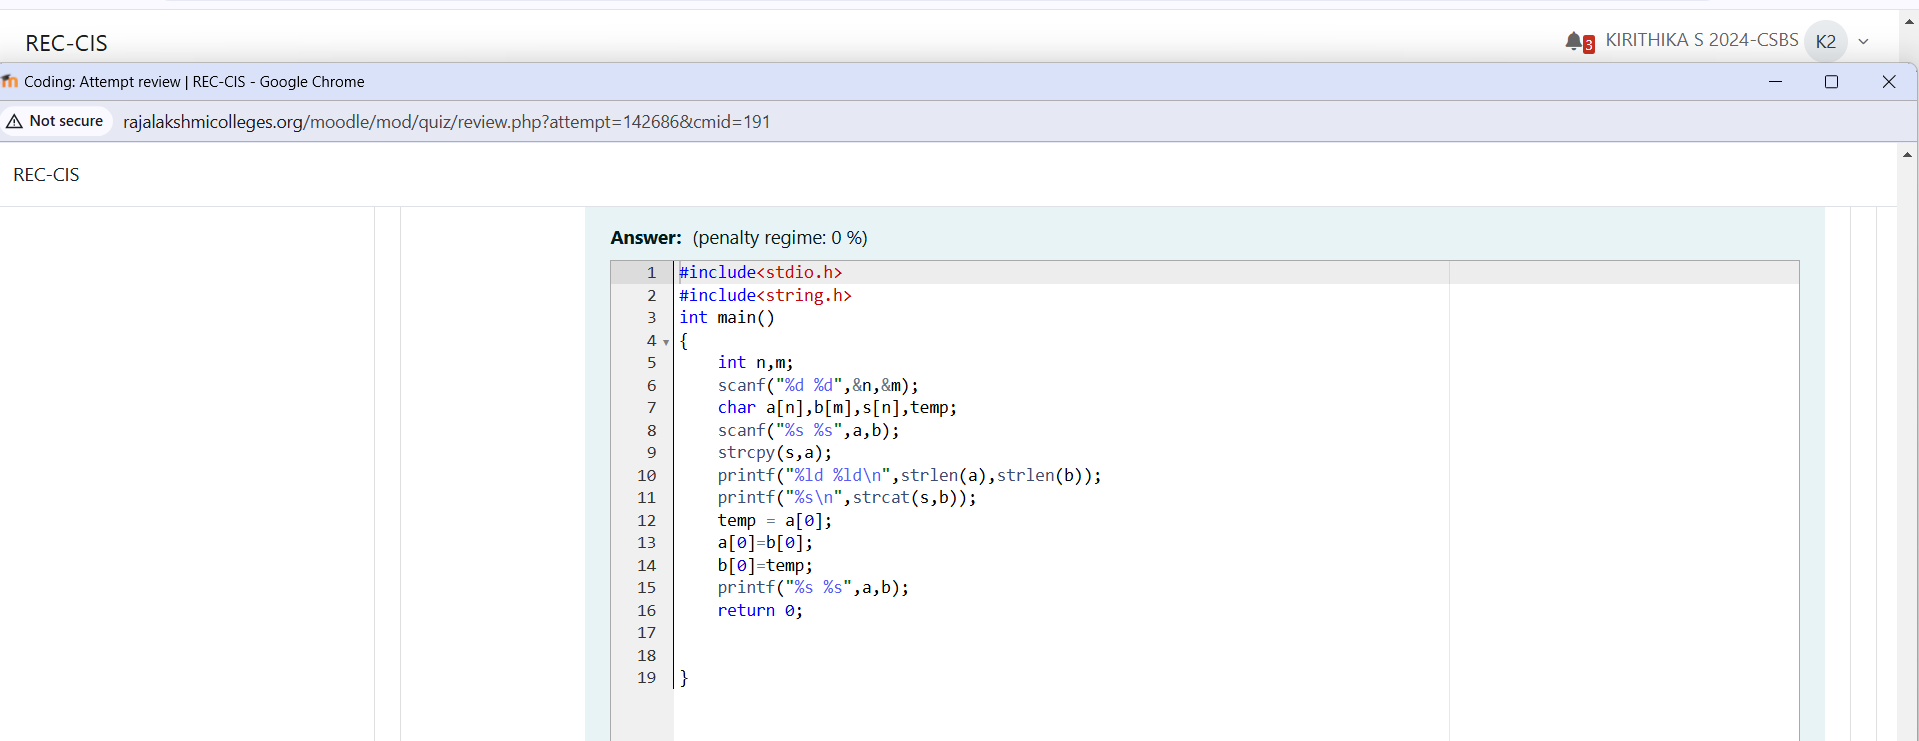 REC-CIS
3 KIRITHIKA S 2024-CSBS K2
Coding: Attempt review | REC-CIS - Google Chrome
Not secure rajalakshmicolleges.org/moodle/mod/quiz/review.php?attempt=142686&cmid=191
REC-CIS
Answer: (penalty regime: 0 %)
1 #include<stdio.h>
2 #include<string.h>
3 int main()
4 {
5     int n,m;
6     scanf("%d %d",&n,&m);
7     char a[n],b[m],s[n],temp;
8     scanf("%s %s",a,b);
9     strcpy(s,a);
10     printf("%ld %ld\n",strlen(a),strlen(b));
11     printf("%s\n",strcat(s,b));
12     temp = a[0];
13     a[0]=b[0];
14     b[0]=temp;
15     printf("%s %s",a,b);
16     return 0;
17
18
19 }